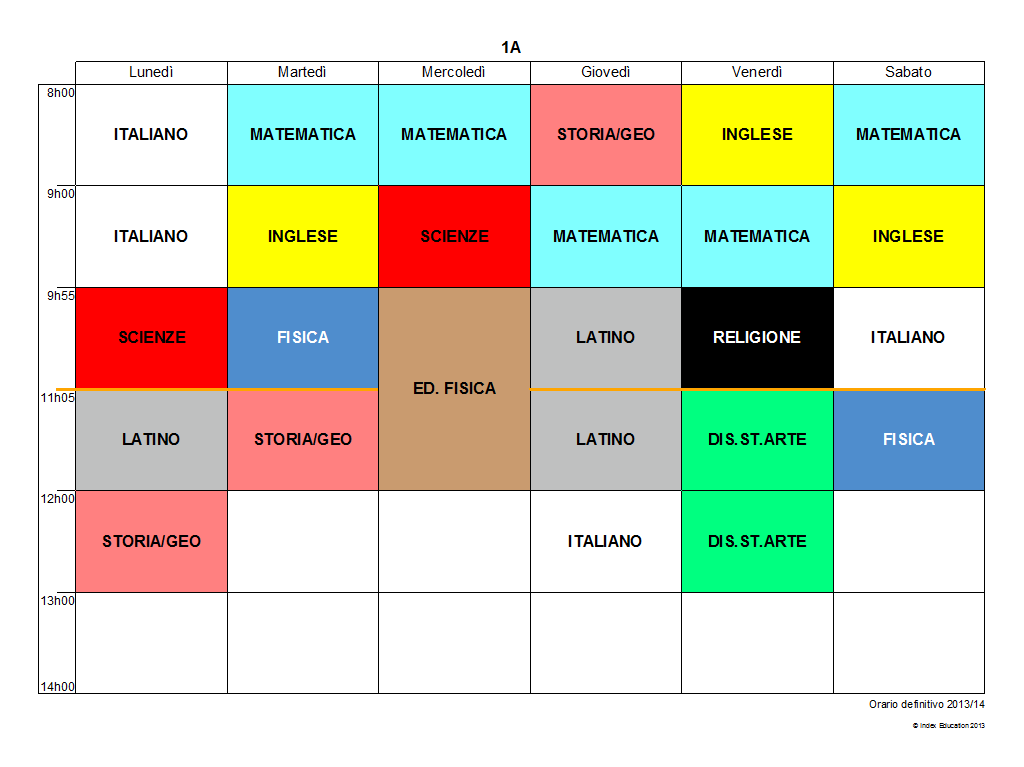 1A
Lunedì Martedì Mercoledì Giovedì Venerdì Sabato
8h00
ITALIANO MATEMATICA MATEMATICA STORIA/GEO INGLESE MATEMATICA
9h00
ITALIANO INGLESE SCIENZE MATEMATICA MATEMATICA INGLESE
9h55
SCIENZE FISICA LATINO RELIGIONE ITALIANO
ED. FISICA
11h05
LATINO STORIA/GEO LATINO DIS.ST.ARTE FISICA
12h00
STORIA/GEO ITALIANO DIS.ST.ARTE
13h00
14h00
Orario definitivo 2013/14
© Index Education 2013